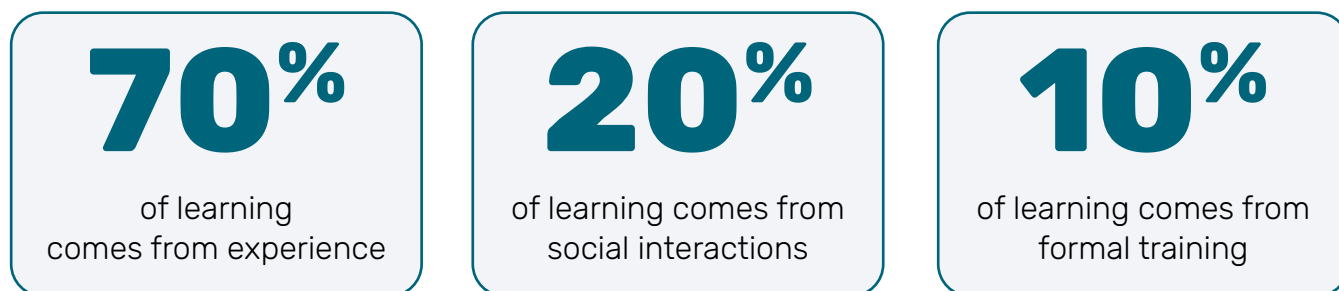 70%
of learning
comes from experience
20%
of learning comes from
social interactions
10%
of learning comes from
formal training